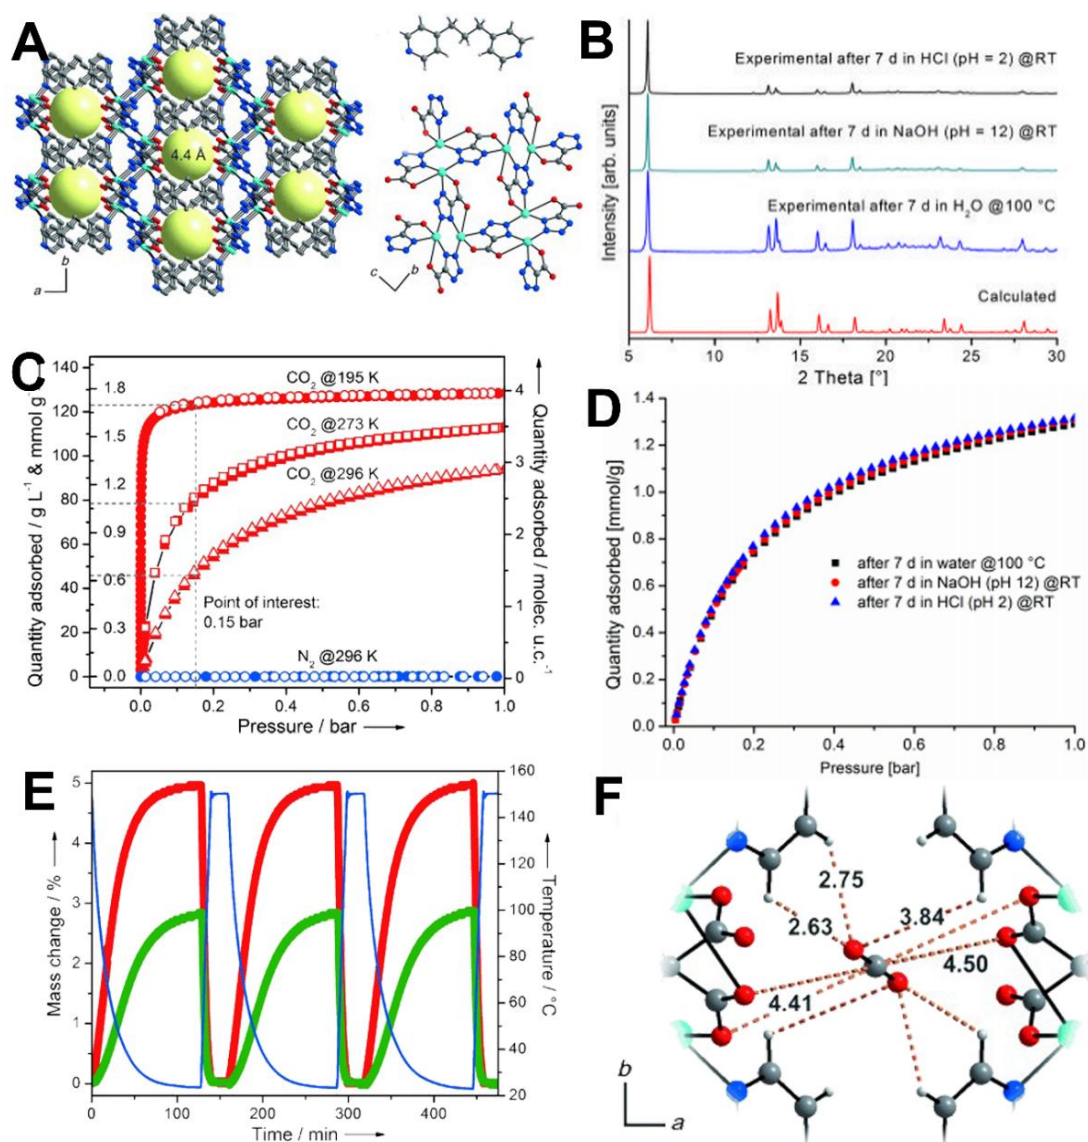 A
4.4 Å
b
a
c
b
B
Experimental after 7 d in HCl (pH = 2) @RT
Experimental after 7 d in NaOH (pH = 12) @RT
Experimental after 7 d in H₂O @100 °C
Calculated
Intensity [arb. units]
5 10 15 20 25 30
2 Theta [°]
C
Quantity adsorbed / g L⁻¹ & mmol g⁻¹
140
120
100
80
60
40
20
0
1.8
1.5
1.2
0.9
0.6
0.3
0.0
CO₂ @195 K
CO₂ @273 K
CO₂ @296 K
Point of interest:
0.15 bar
N₂ @296 K
4
3
2
1
0
Quantity adsorbed / molec. u.c.⁻¹
0.0 0.2 0.4 0.6 0.8 1.0
Pressure / bar
D
Quantity adsorbed [mmol/g]
1.4
1.2
1.0
0.8
0.6
0.4
0.2
0.0
after 7 d in water @100 °C
after 7 d in NaOH (pH 12) @RT
after 7 d in HCl (pH 2) @RT
0.0 0.2 0.4 0.6 0.8 1.0
Pressure [bar]
E
Mass change / %
5
4
3
2
1
0
160
140
120
100
80
60
40
20
Temperature / °C
0 100 200 300 400
Time / min
F
2.75
3.84
2.63
4.50
4.41
b
a